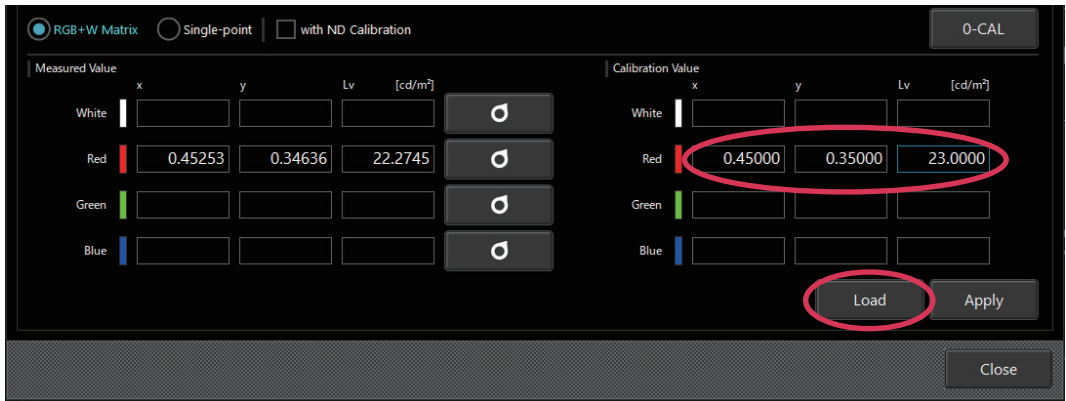 RGB+W Matrix Single-point with ND Calibration 0-CAL
Measured Value Calibration Value
x y Lv [cd/m²] x y Lv [cd/m²]
White White
Red 0.45253 0.34636 22.2745 Red 0.45000 0.35000 23.0000
Green Green
Blue Blue
Load Apply
Close